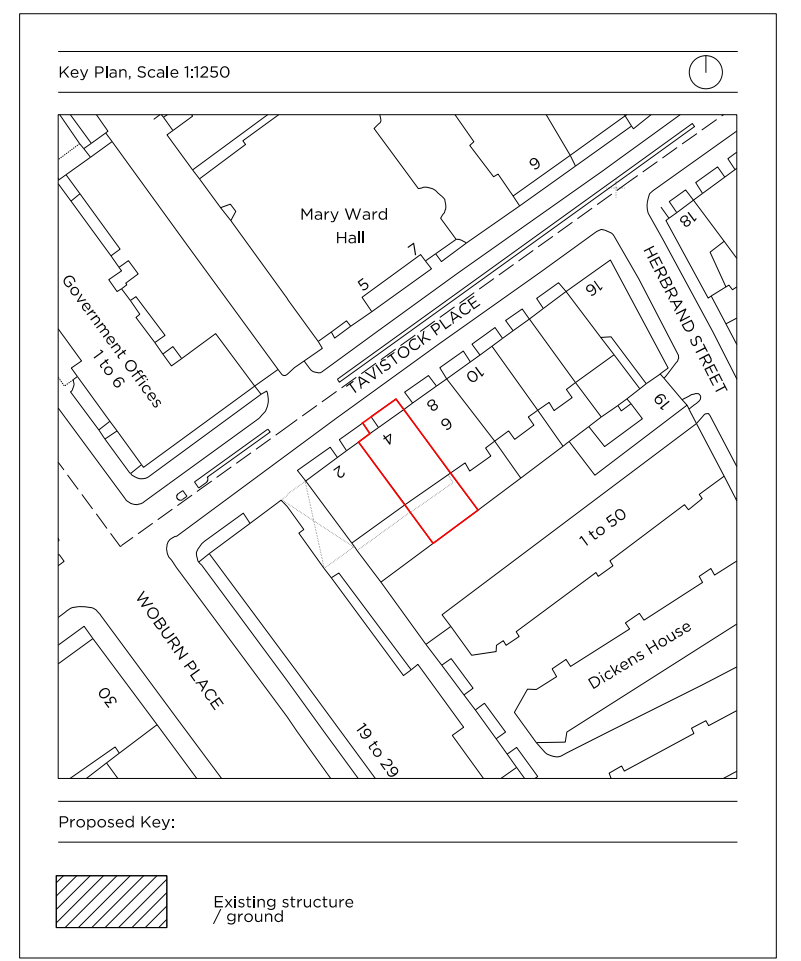 Key Plan, Scale 1:1250
9
Mary Ward
Hall
18
7
5
HERBRAND STREET
Government Offices
1 to 6
16
TAVISTOCK PLACE
10
8
6
4
2
19
1 to 50
WOBURN PLACE
Dickens House
30
19 to 29
Proposed Key:
Existing structure
/ ground